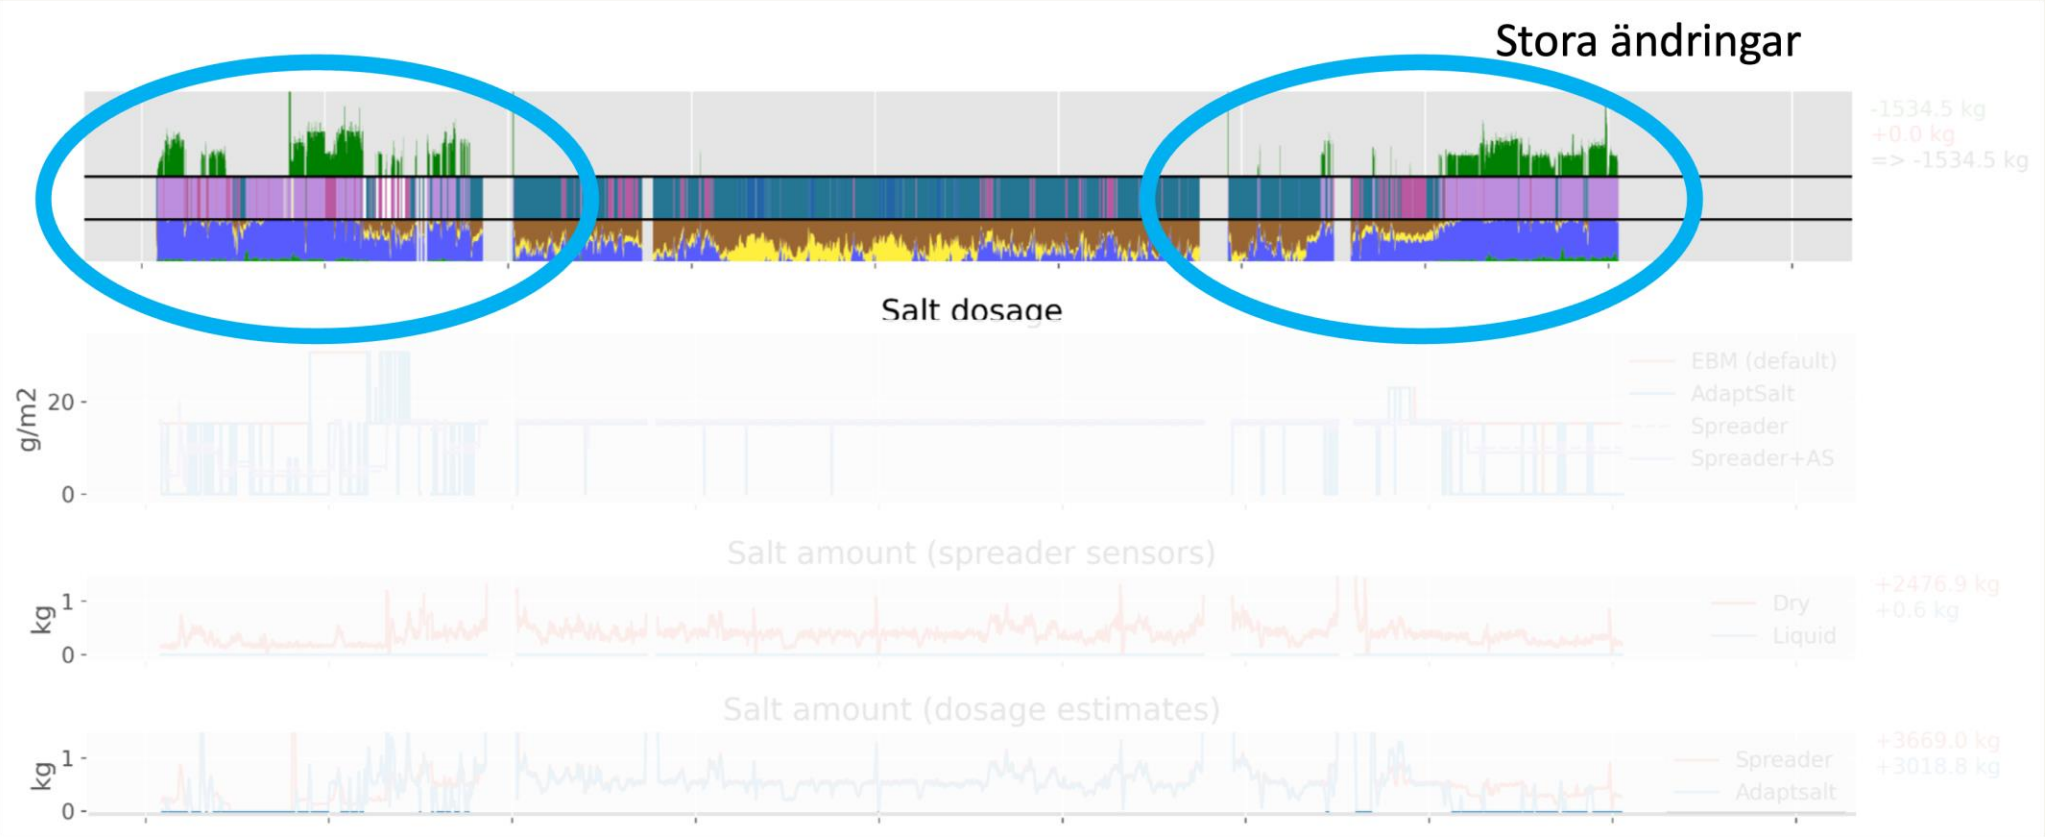 Stora ändringar
-1534.5 kg
+0.0 kg
=> -1534.5 kg
Salt dosage
g/m2
20
0
EBM (default)
AdaptSalt
Spreader
Spreader+AS
Salt amount (spreader sensors)
kg
1
0
Dry
Liquid
+2476.9 kg
+0.6 kg
Salt amount (dosage estimates)
kg
1
0
Spreader
Adaptsalt
+3669.0 kg
+3018.8 kg